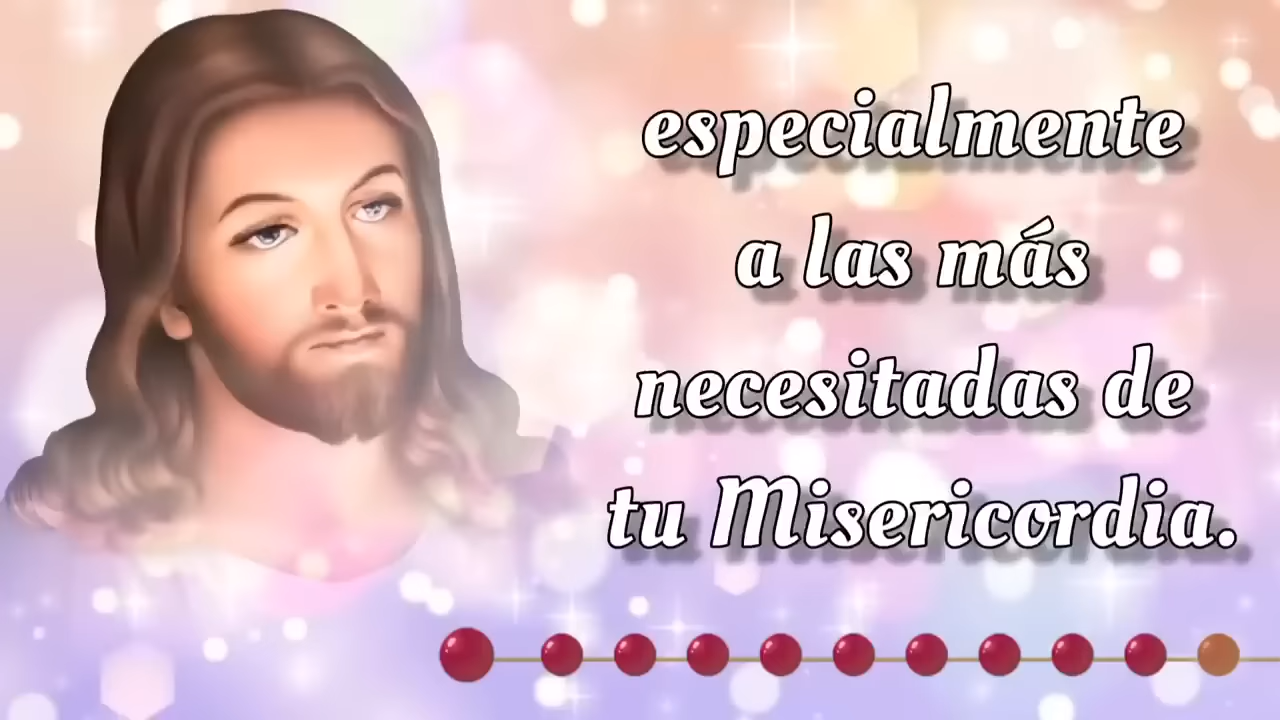 especialmente
a las más
necesitadas de
tu Misericordia.